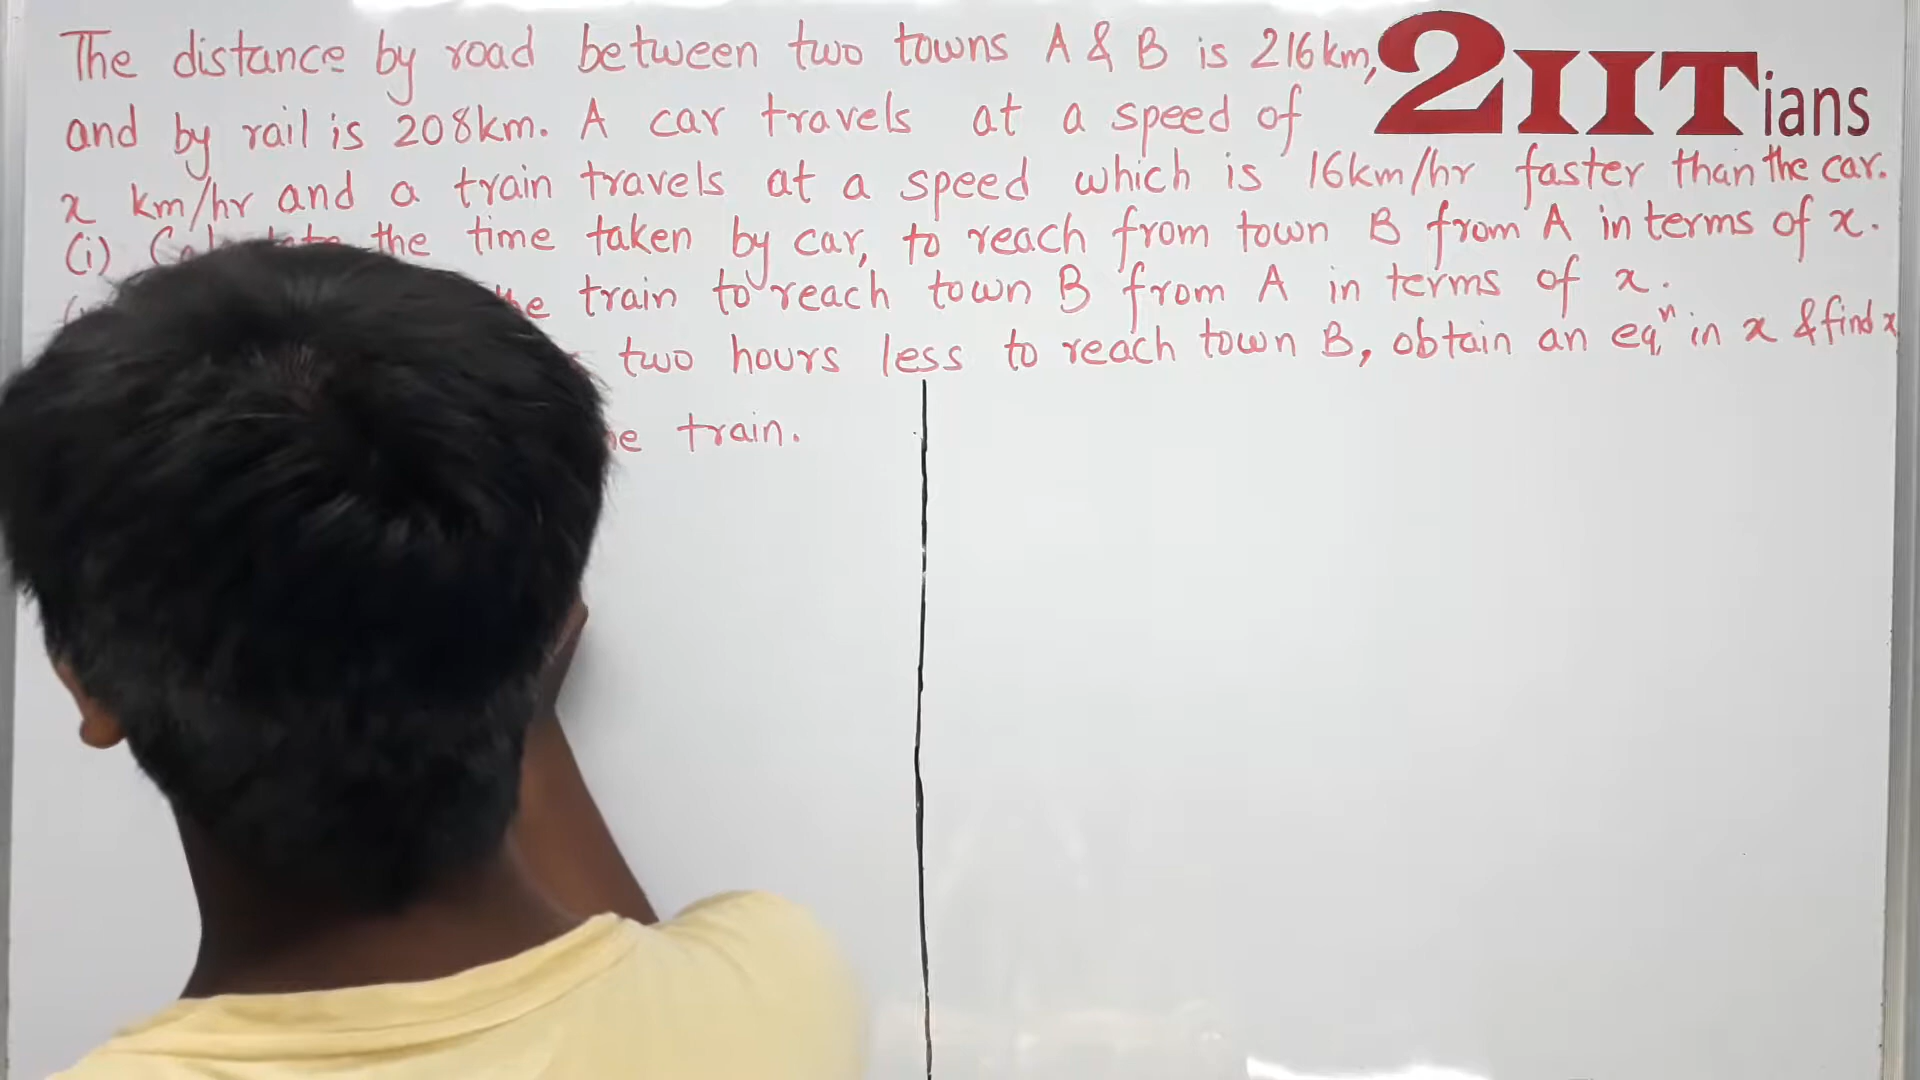 The distance by road between two towns A & B is 216km,
2IITians
and by rail is 208km. A car travels at a speed of
x km/hr and a train travels at a speed which is 16km/hr faster than the car.
(i) the time taken by car, to reach from town B from A in terms of x.
train to reach town B from A in terms of x.
two hours less to reach town B, obtain an eqⁿ in x & find x
train.